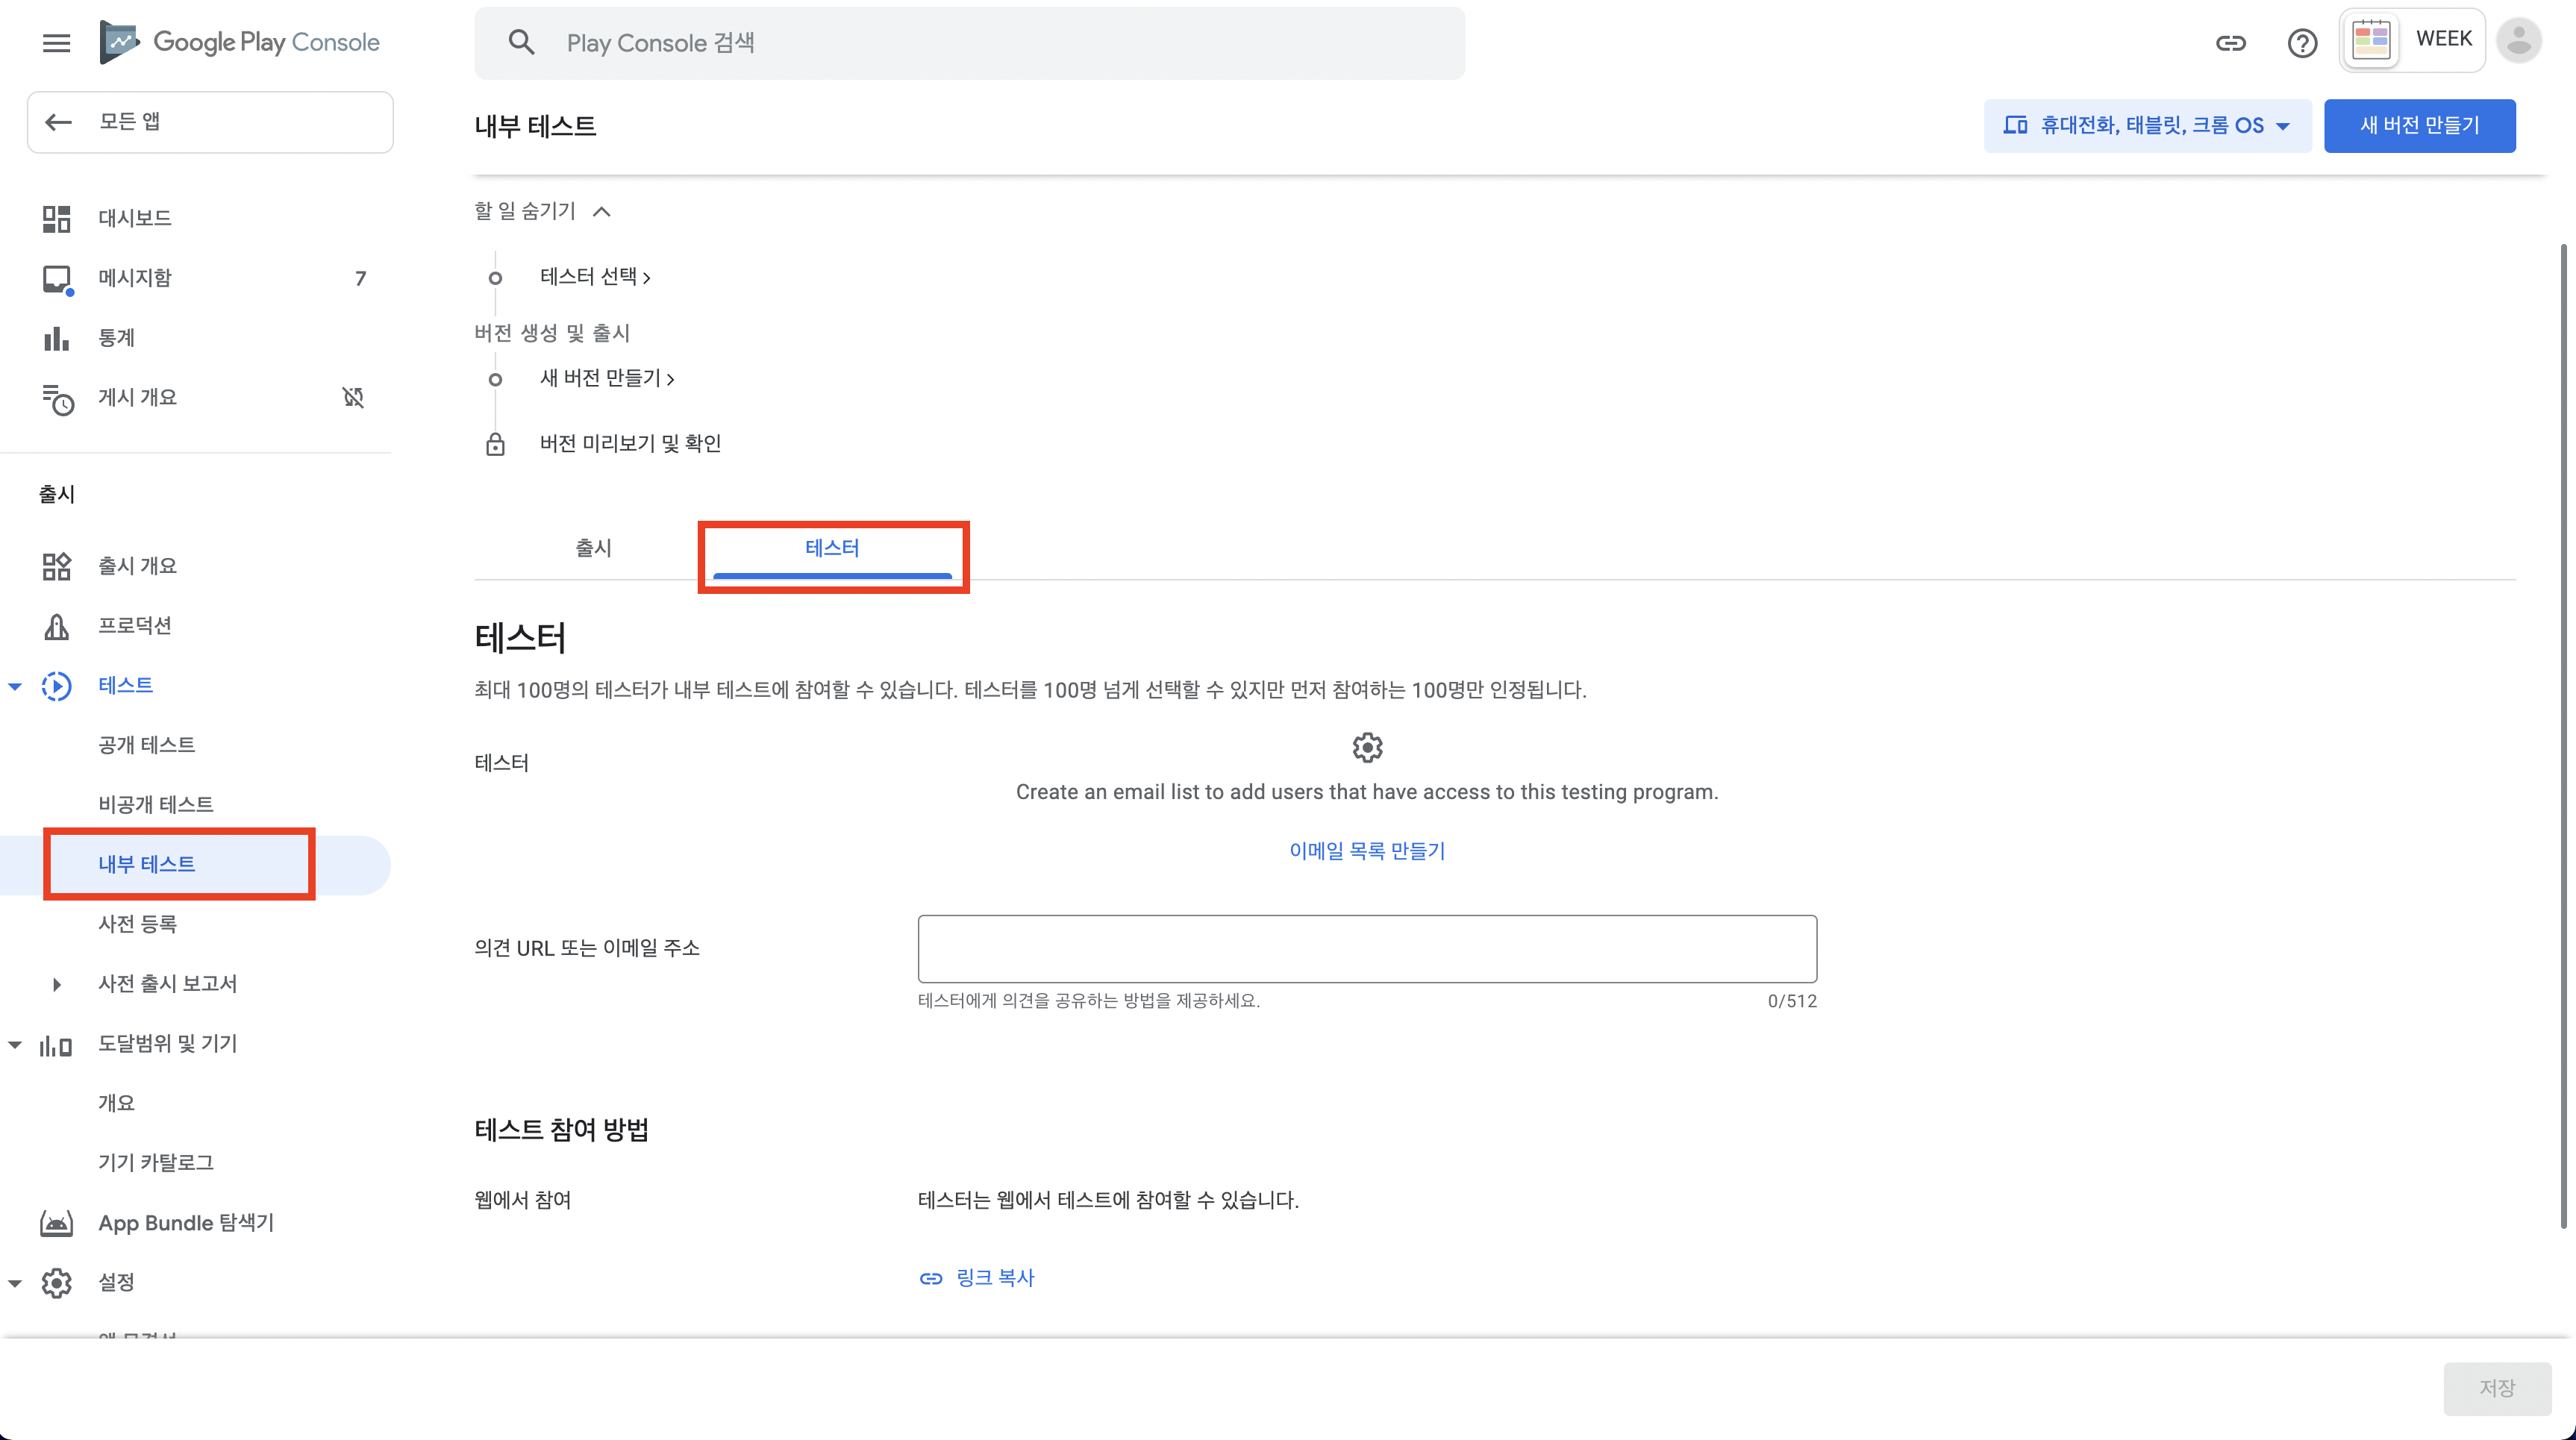 Google Play Console
Play Console 검색
WEEK
모든 앱
내부 테스트
휴대전화, 태블릿, 크롬 OS
새 버전 만들기
대시보드
메시지함
7
통계
게시 개요
출시
출시 개요
프로덕션
테스트
공개 테스트
비공개 테스트
내부 테스트
사전 등록
사전 출시 보고서
도달범위 및 기기
개요
기기 카탈로그
App Bundle 탐색기
설정
할 일 숨기기
테스터 선택
버전 생성 및 출시
새 버전 만들기
버전 미리보기 및 확인
출시
테스터
테스터
최대 100명의 테스터가 내부 테스트에 참여할 수 있습니다. 테스터를 100명 넘게 선택할 수 있지만 먼저 참여하는 100명만 인정됩니다.
테스터
Create an email list to add users that have access to this testing program.
이메일 목록 만들기
의견 URL 또는 이메일 주소
테스터에게 의견을 공유하는 방법을 제공하세요.
0/512
테스트 참여 방법
웹에서 참여
테스터는 웹에서 테스트에 참여할 수 있습니다.
링크 복사
저장